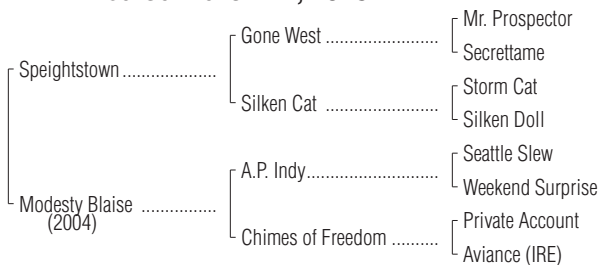 Mr. Prospector
Gone West ..........................
Secrettame
Speightstown ...................
Storm Cat
Silken Cat ..........................
Silken Doll
Seattle Slew
A.P. Indy ..............................
Weekend Surprise
Modesty Blaise ...............
(2004)
Private Account
Chimes of Freedom ..........
Aviance (IRE)